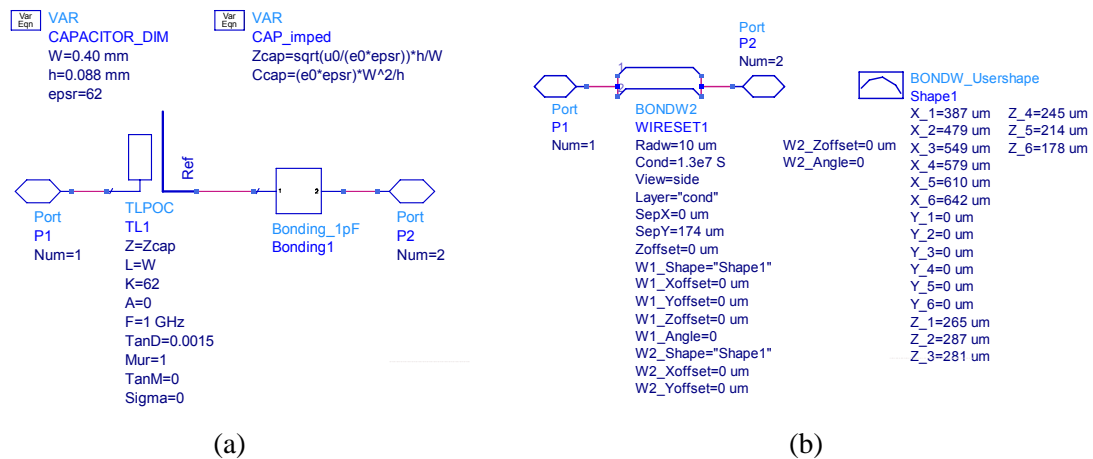 Var
Eqn
VAR
CAPACITOR_DIM
W=0.40 mm
h=0.088 mm
epsr=62
Var
Eqn
VAR
CAP_imped
Zcap=sqrt(u0/(e0*epsr))*h/W
Ccap=(e0*epsr)*W^2/h
Ref
Port
P1
Num=1
TLPOC
TL1
Z=Zcap
L=W
K=62
A=0
F=1 GHz
TanD=0.0015
Mur=1
TanM=0
Sigma=0
1
2
Bonding_1pF
Bonding1
Port
P2
Num=2
(a)
Port
P2
Num=2
1
Port
P1
Num=1
BONDW2
WIRESET1
Radw=10 um
Cond=1.3e7 S
View=side
Layer="cond"
SepX=0 um
SepY=174 um
Zoffset=0 um
W1_Shape="Shape1"
W1_Xoffset=0 um
W1_Yoffset=0 um
W1_Zoffset=0 um
W1_Angle=0
W2_Shape="Shape1"
W2_Xoffset=0 um
W2_Yoffset=0 um
W2_Zoffset=0 um
W2_Angle=0
BONDW_Usershape
Shape1
X_1=387 um
X_2=479 um
X_3=549 um
X_4=579 um
X_5=610 um
X_6=642 um
Y_1=0 um
Y_2=0 um
Y_3=0 um
Y_4=0 um
Y_5=0 um
Y_6=0 um
Z_1=265 um
Z_2=287 um
Z_3=281 um
Z_4=245 um
Z_5=214 um
Z_6=178 um
(b)